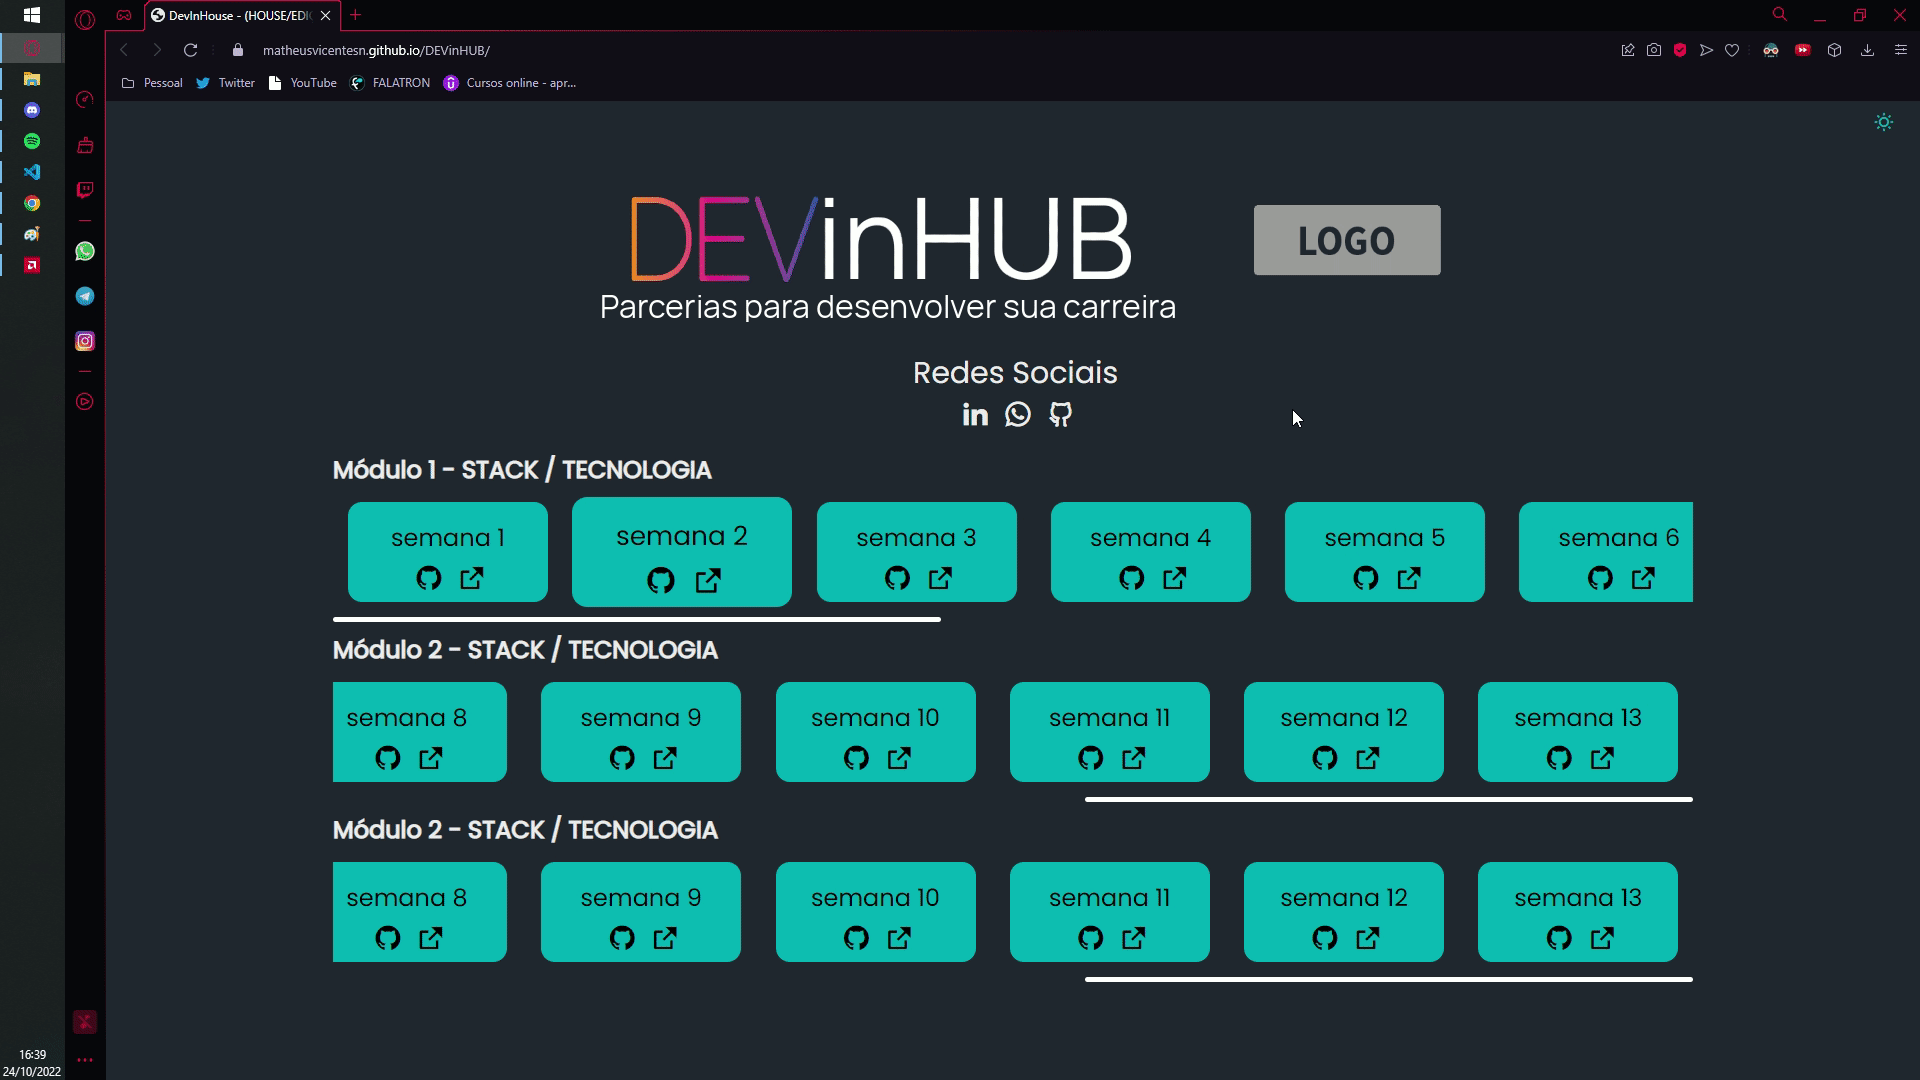 DevInHouse - (HOUSE/EDI
matheusvicentesn.github.io/DEVinHUB/
Pessoal Twitter YouTube FALATRON Cursos online - apr...
DEVinHUB
LOGO
Parcerias para desenvolver sua carreira
Redes Sociais
in
Módulo 1 - STACK / TECNOLOGIA
semana 1 semana 2 semana 3 semana 4 semana 5 semana 6
Módulo 2 - STACK / TECNOLOGIA
semana 8 semana 9 semana 10 semana 11 semana 12 semana 13
Módulo 2 - STACK / TECNOLOGIA
semana 8 semana 9 semana 10 semana 11 semana 12 semana 13
16:39
24/10/2022